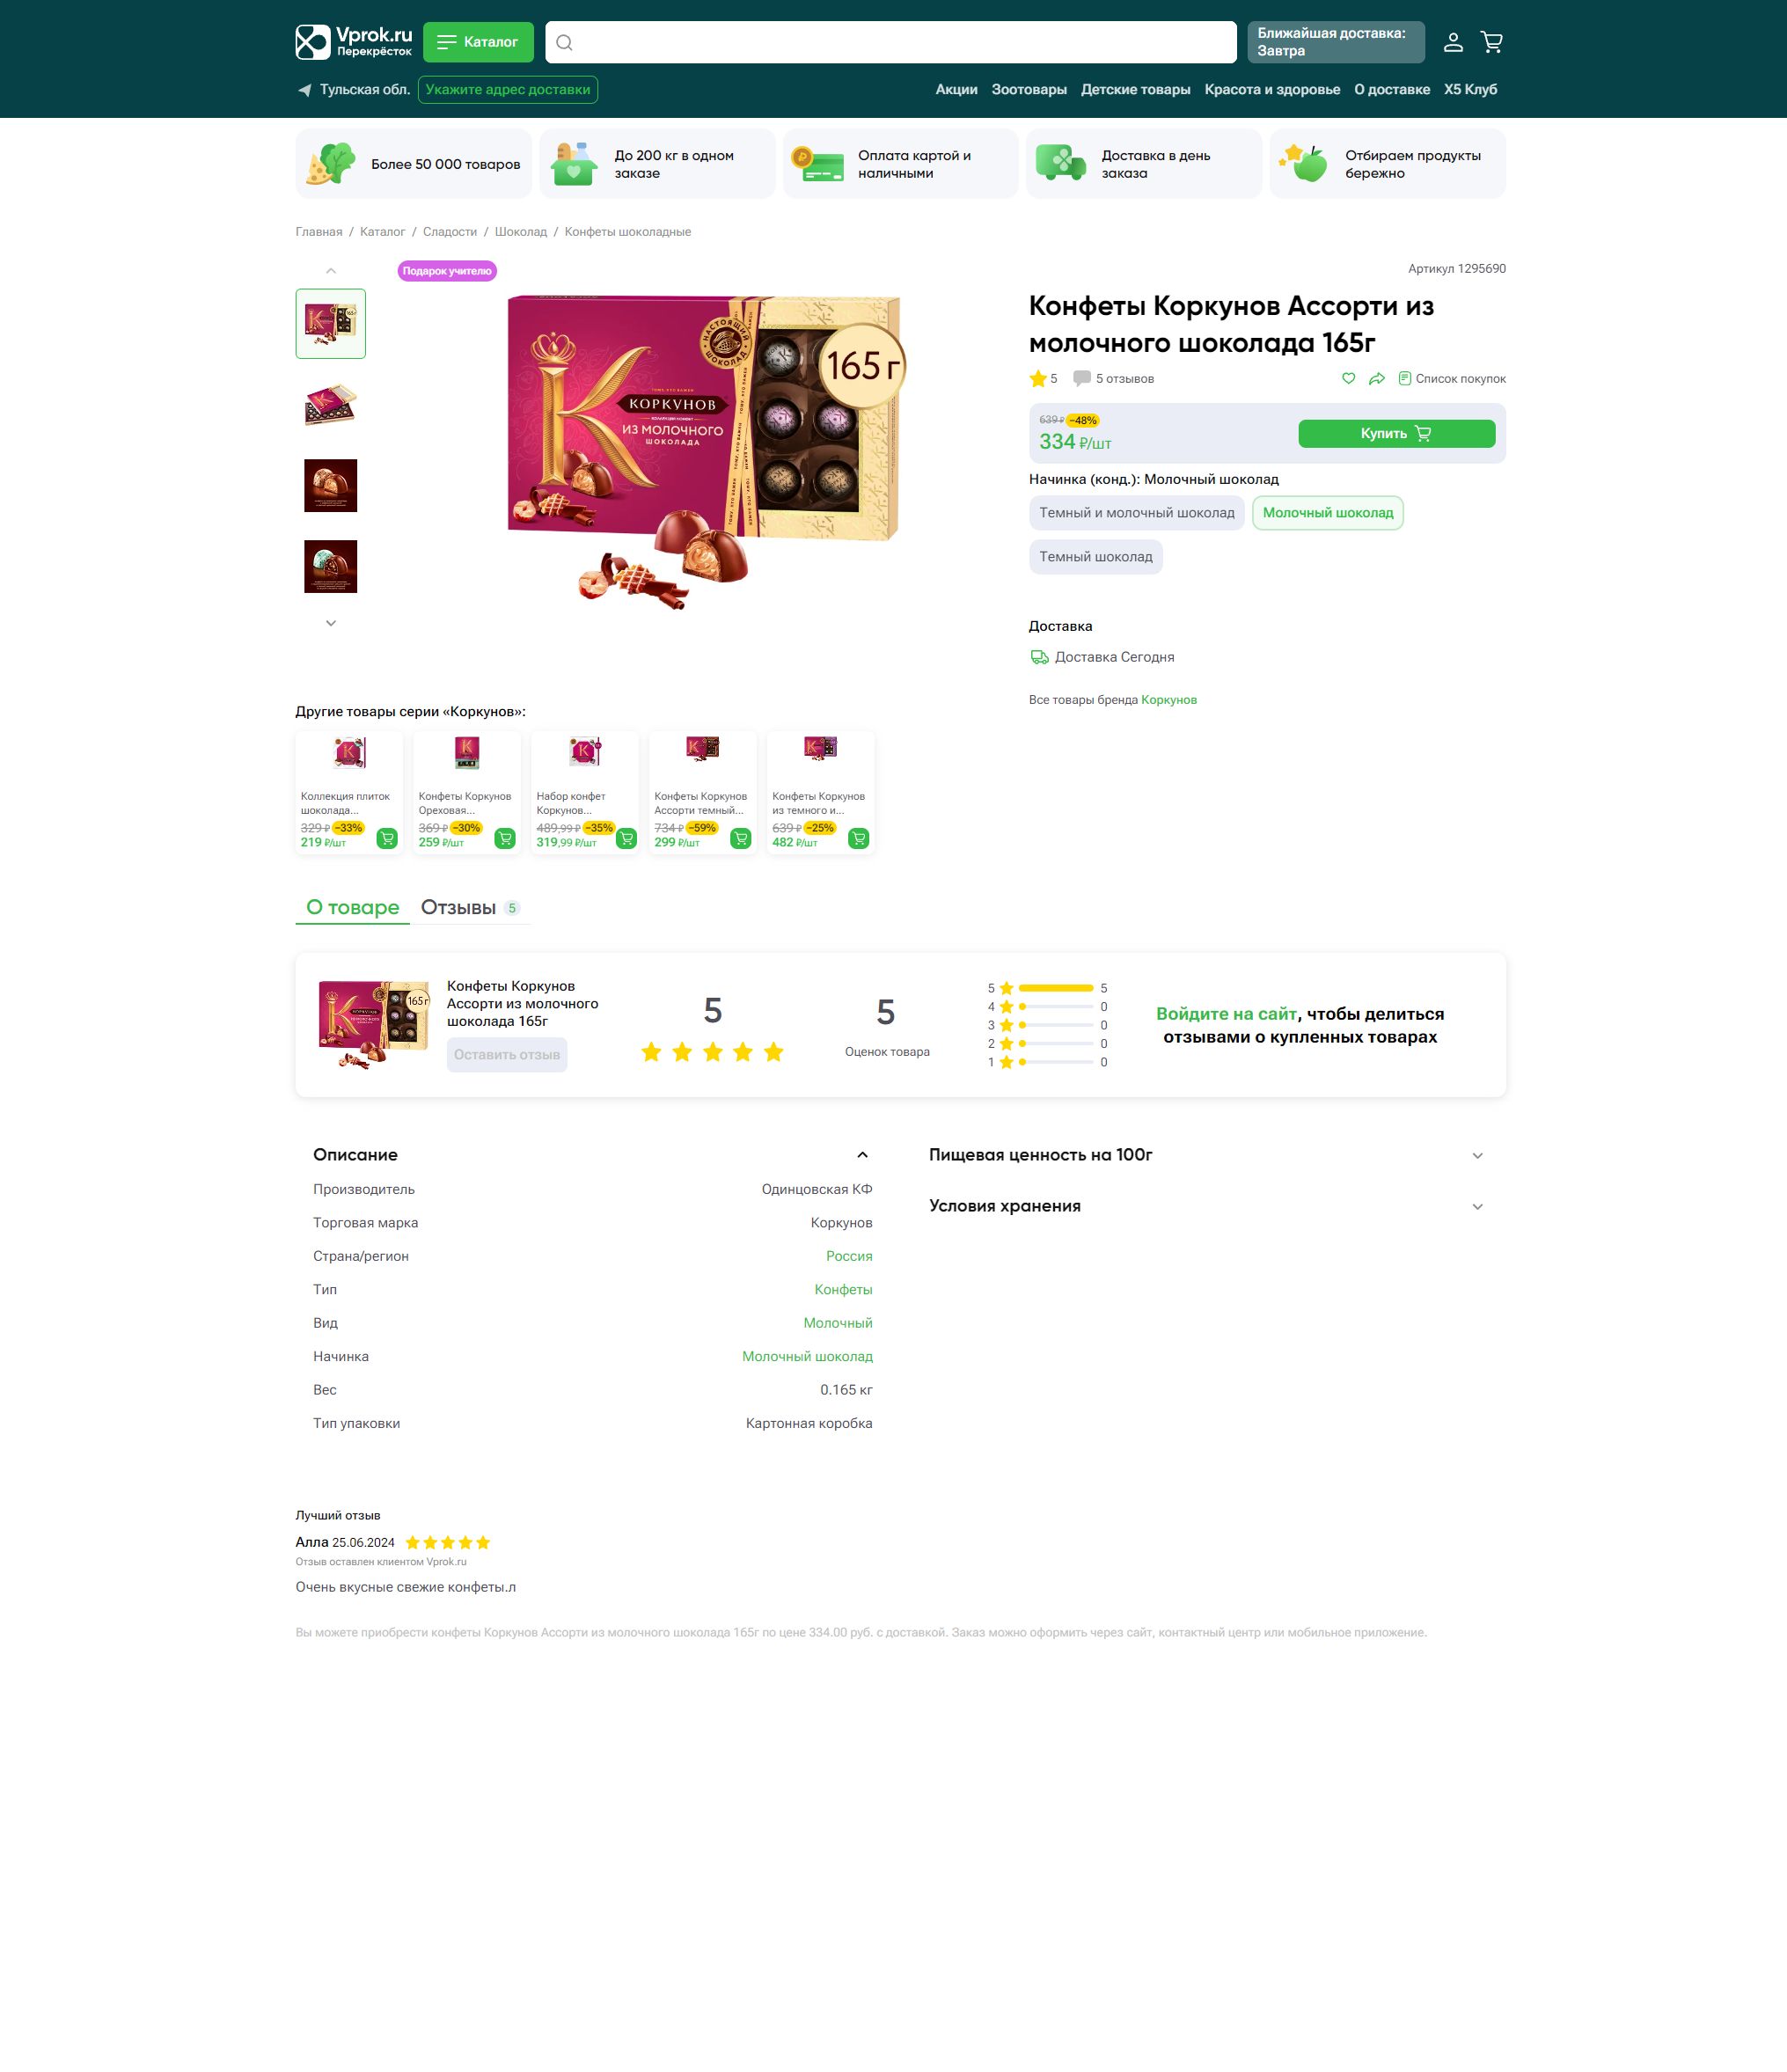 Vprok.ru
Перекрёсток
Каталог
Ближайшая доставка:
Завтра
Тульская обл.
Укажите адрес доставки
Акции
Зоотовары
Детские товары
Красота и здоровье
О доставке
Х5 Клуб
Более 50 000 товаров
До 200 кг в одном
заказе
Оплата картой и
наличными
Доставка в день
заказа
Отбираем продукты
бережно
Главная / Каталог / Сладости / Шоколад / Конфеты шоколадные
Подарок учителю
НАСТОЯЩИЙ
ШОКОЛАД
165 г
КОРКУНОВ
ИЗ МОЛОЧНОГО
ШОКОЛАДА
Артикул 1295690
Конфеты Коркунов Ассорти из
молочного шоколада 165г
5
5 отзывов
Список покупок
639 ₽ −48%
334 ₽/шт
Купить
Начинка (конд.): Молочный шоколад
Темный и молочный шоколад
Молочный шоколад
Темный шоколад
Доставка
Доставка Сегодня
Все товары бренда Коркунов
Другие товары серии «Коркунов»:
Коллекция плиток
шоколада...
329 ₽ −33%
219 ₽/шт
Конфеты Коркунов
Ореховая...
369 ₽ −30%
259 ₽/шт
Набор конфет
Коркунов...
489,99 ₽ −35%
319,99 ₽/шт
Конфеты Коркунов
Ассорти темный...
734 ₽ −59%
299 ₽/шт
Конфеты Коркунов
из темного и...
639 ₽ −25%
482 ₽/шт
О товаре
Отзывы 5
165 г
КОРКУНОВ
Конфеты Коркунов
Ассорти из молочного
шоколада 165г
Оставить отзыв
5
5
Оценок товара
5 5
4 0
3 0
2 0
1 0
Войдите на сайт, чтобы делиться
отзывами о купленных товарах
Описание
Производитель Одинцовская КФ
Торговая марка Коркунов
Страна/регион Россия
Тип Конфеты
Вид Молочный
Начинка Молочный шоколад
Вес 0.165 кг
Тип упаковки Картонная коробка
Пищевая ценность на 100г
Условия хранения
Лучший отзыв
Алла 25.06.2024
Отзыв оставлен клиентом Vprok.ru
Очень вкусные свежие конфеты.л
Вы можете приобрести конфеты Коркунов Ассорти из молочного шоколада 165г по цене 334.00 руб. с доставкой. Заказ можно оформить через сайт, контактный центр или мобильное приложение.